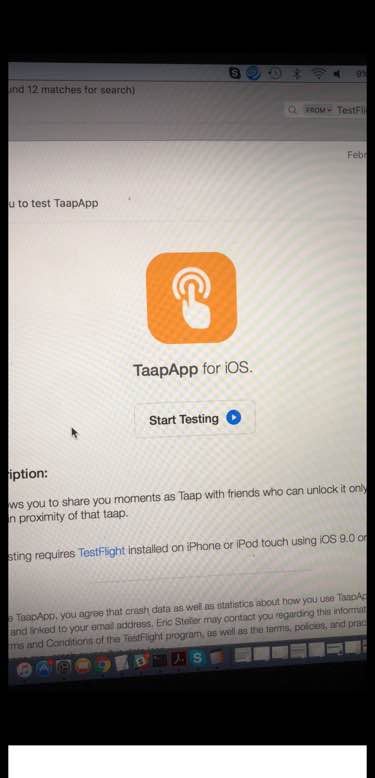 und 12 matches for search)
FROM TestFli
Febr
u to test TaapApp
TaapApp for iOS.
Start Testing
ription:
ws you to share you moments as Taap with friends who can unlock it only
in proximity of that taap.
sting requires TestFlight installed on iPhone or iPod touch using iOS 9.0 or
e TaapApp, you agree that crash data as well as statistics about how you use TaapAp
and linked to your email address. Eric Steller may contact you regarding this informat
rms and Conditions of the TestFlight program, as well as the terms, policies, and prac